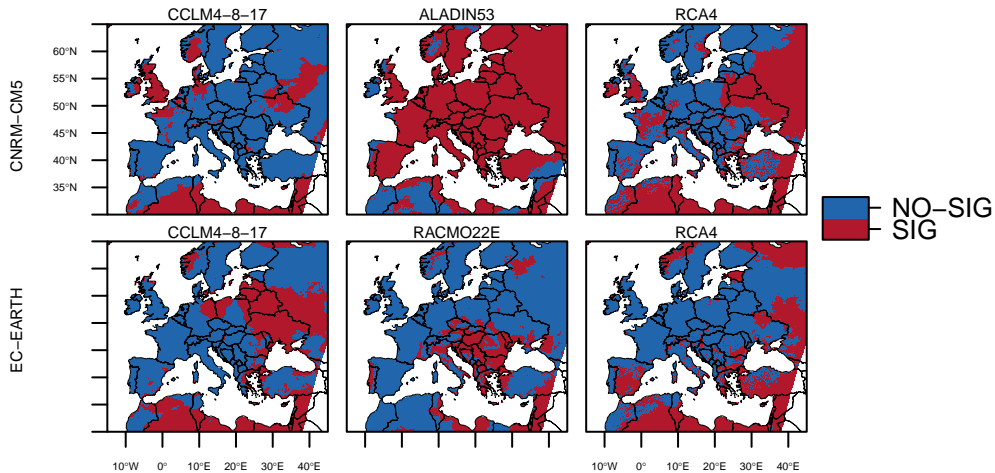 CCLM4−8−17 ALADIN53 RCA4
CNRM−CM5
60°N
55°N
50°N
45°N
40°N
35°N
NO−SIG
SIG
CCLM4−8−17 RACMO22E RCA4
EC−EARTH
10°W 0° 10°E 20°E 30°E 40°E 10°W 0° 10°E 20°E 30°E 40°E